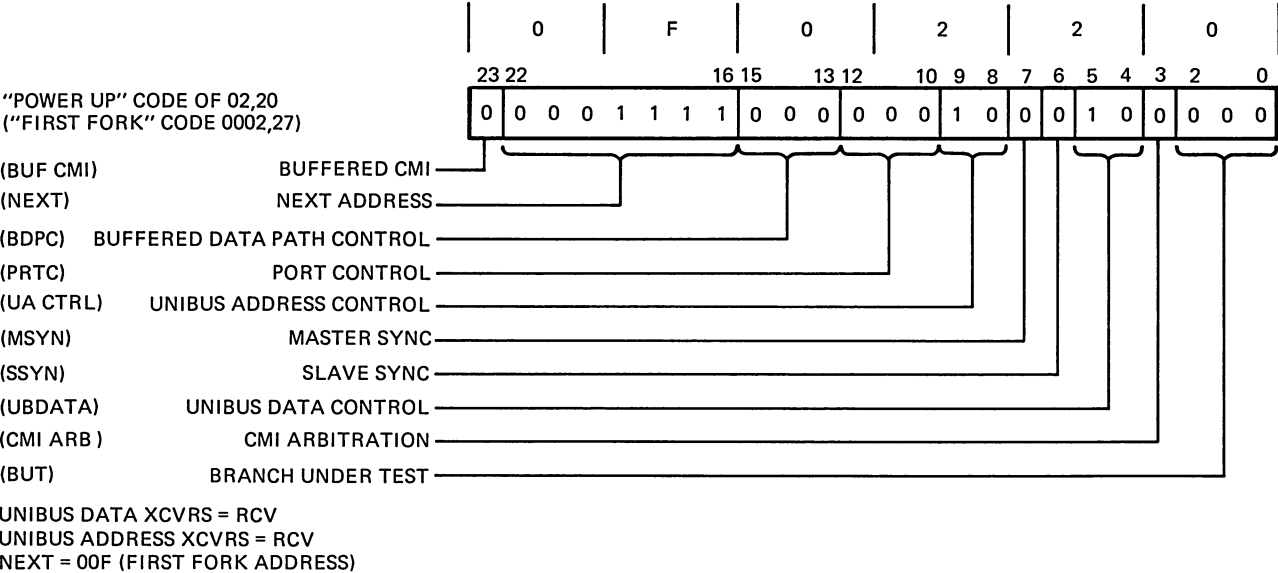 0 F 0 2 2 0
23 22 16 15 13 12 10 9 8 7 6 5 4 3 2 0
"POWER UP" CODE OF 02,20
("FIRST FORK" CODE 0002,27)
0 0 0 0 1 1 1 1 0 0 0 0 0 0 1 0 0 0 1 0 0 0 0 0
(BUF CMI) BUFFERED CMI
(NEXT) NEXT ADDRESS
(BDPC) BUFFERED DATA PATH CONTROL
(PRTC) PORT CONTROL
(UA CTRL) UNIBUS ADDRESS CONTROL
(MSYN) MASTER SYNC
(SSYN) SLAVE SYNC
(UBDATA) UNIBUS DATA CONTROL
(CMI ARB ) CMI ARBITRATION
(BUT) BRANCH UNDER TEST
UNIBUS DATA XCVRS = RCV
UNIBUS ADDRESS XCVRS = RCV
NEXT = 00F (FIRST FORK ADDRESS)